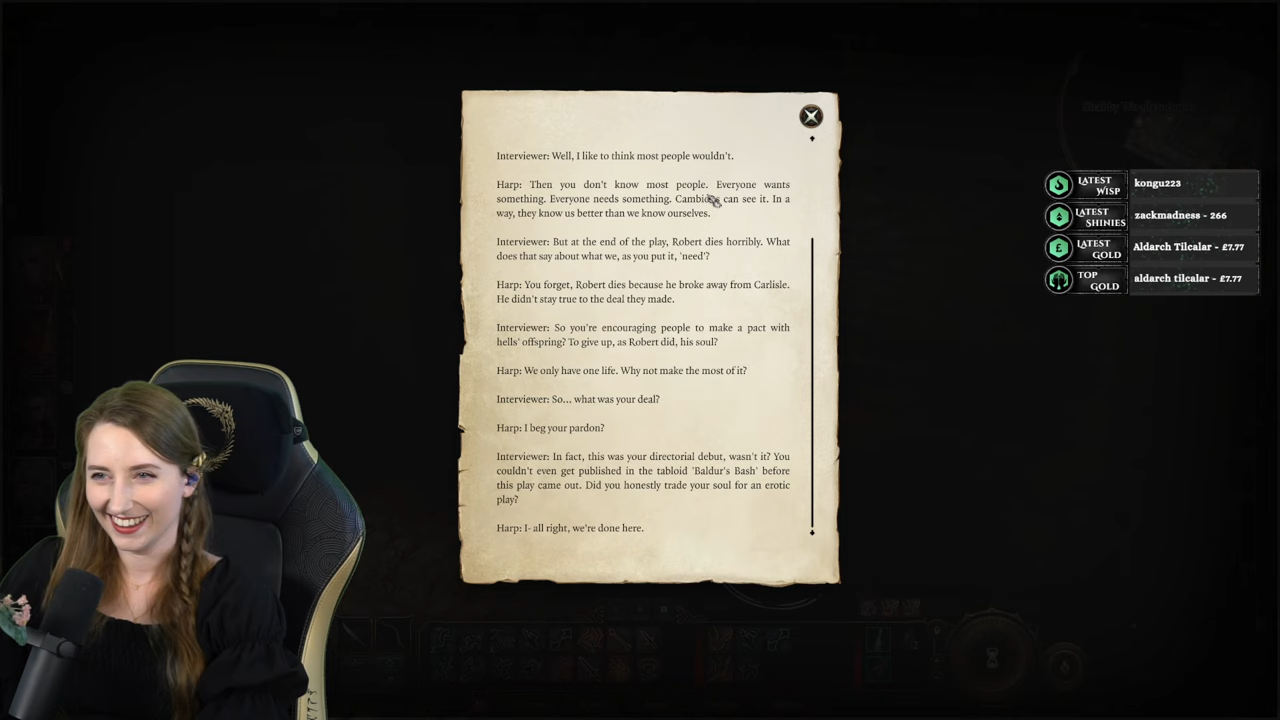 Interviewer: Well, I like to think most people wouldn't.
Harp: Then you don't know most people. Everyone wants
something. Everyone needs something. can see it. In a
way, they know us better than we know ourselves.
Interviewer: But at the end of the play, Robert dies horribly. What
does that say about what we, as you put it, 'need'?
Harp: You forget, Robert dies because he broke away from Carlisle.
He didn't stay true to the deal they made.
Interviewer: So you're encouraging people to make a pact with
hells' offspring? To give up, as Robert did, his soul?
Harp: We only have one life. Why not make the most of it?
Interviewer: So... what was your deal?
Harp: I beg your pardon?
Interviewer: In fact, this was your directorial debut, wasn't it? You
couldn't even get published in the tabloid 'Baldur's Bash' before
this play came out. Did you honestly trade your soul for an erotic
play?
Harp: I- all right, we're done here.
LATEST
WISP
kongu223
LATEST
SHINIES
zackmadness - 266
£
LATEST
GOLD
Aldarch Tilcalar - £7.77
TOP
GOLD
aldarch tilcalar - £7.77